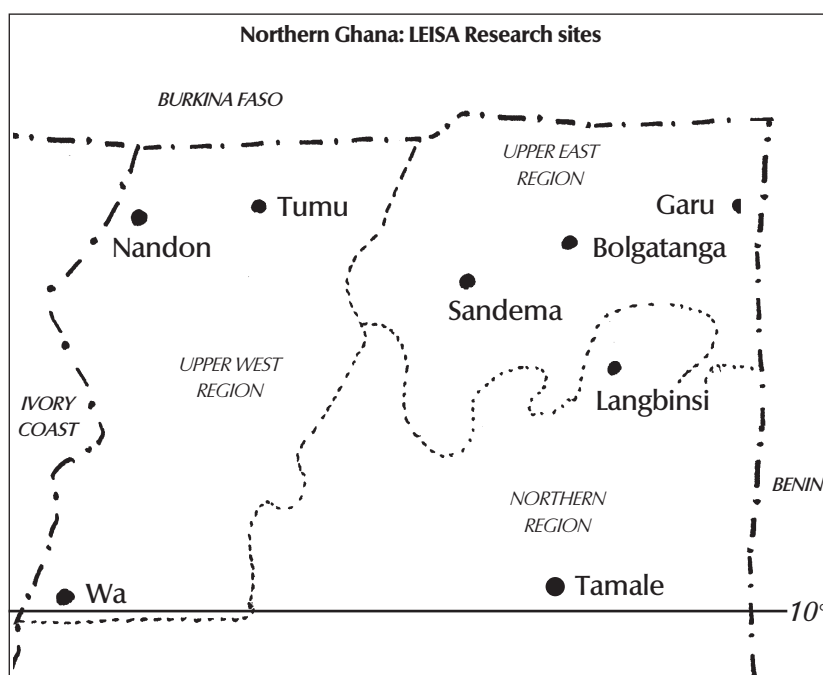 Northern Ghana: LEISA Research sites
BURKINA FASO
UPPER EAST
REGION
Tumu
Garu
Nandon
Bolgatanga
Sandema
UPPER WEST
REGION
Langbinsi
IVORY
COAST
BENIN
NORTHERN
REGION
Wa
Tamale
10°